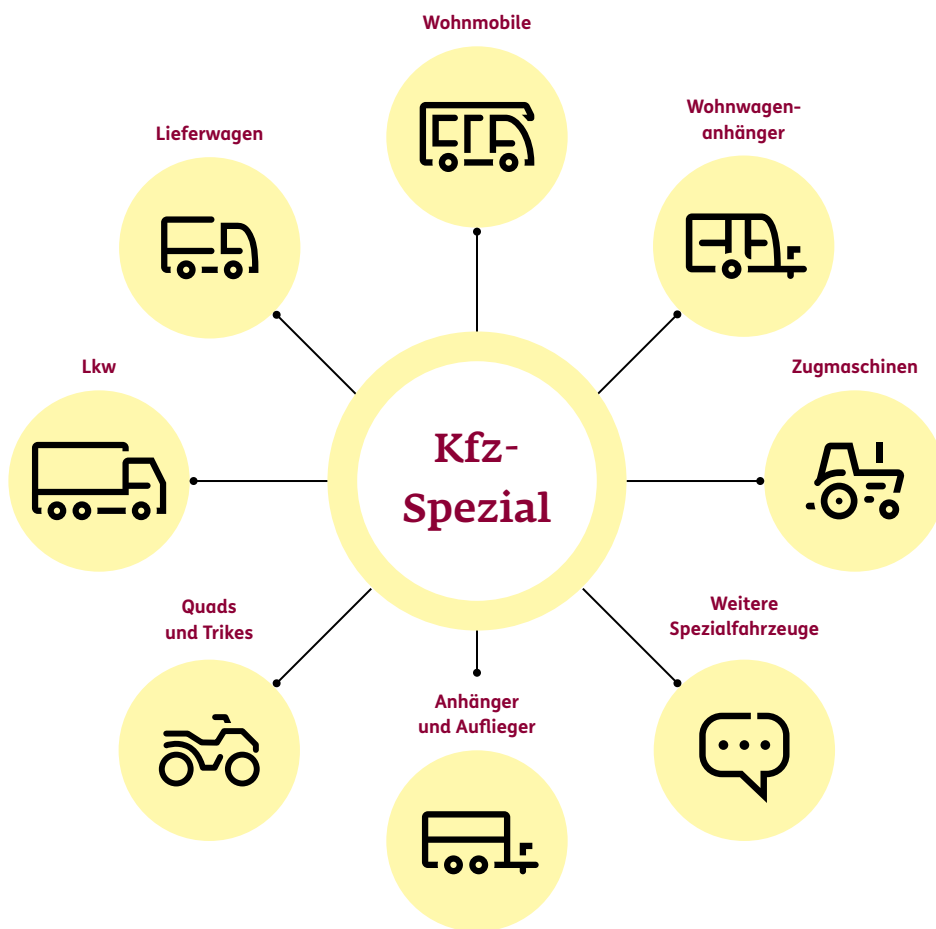 Wohnmobile
Wohnwagen-
anhänger
Lieferwagen
Lkw
Zugmaschinen
Kfz-
Spezial
Quads
und Trikes
Weitere
Spezialfahrzeuge
Anhänger
und Auflieger